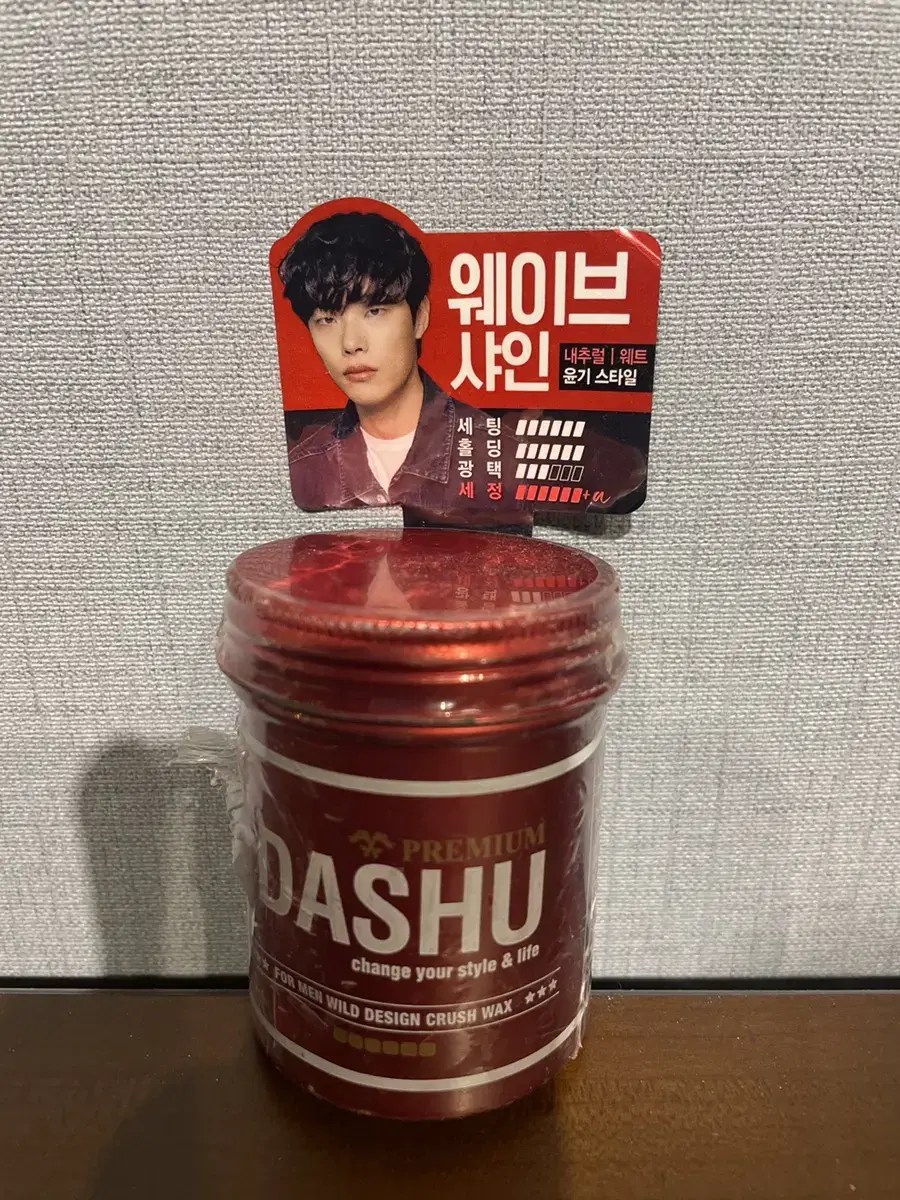 웨이브
샤인
내추럴 | 웨트
윤기 스타일
세 팅
홀 딩
광 택
세 정 +α
PREMIUM
DASHU
change your style & life
FOR MEN WILD DESIGN CRUSH WAX